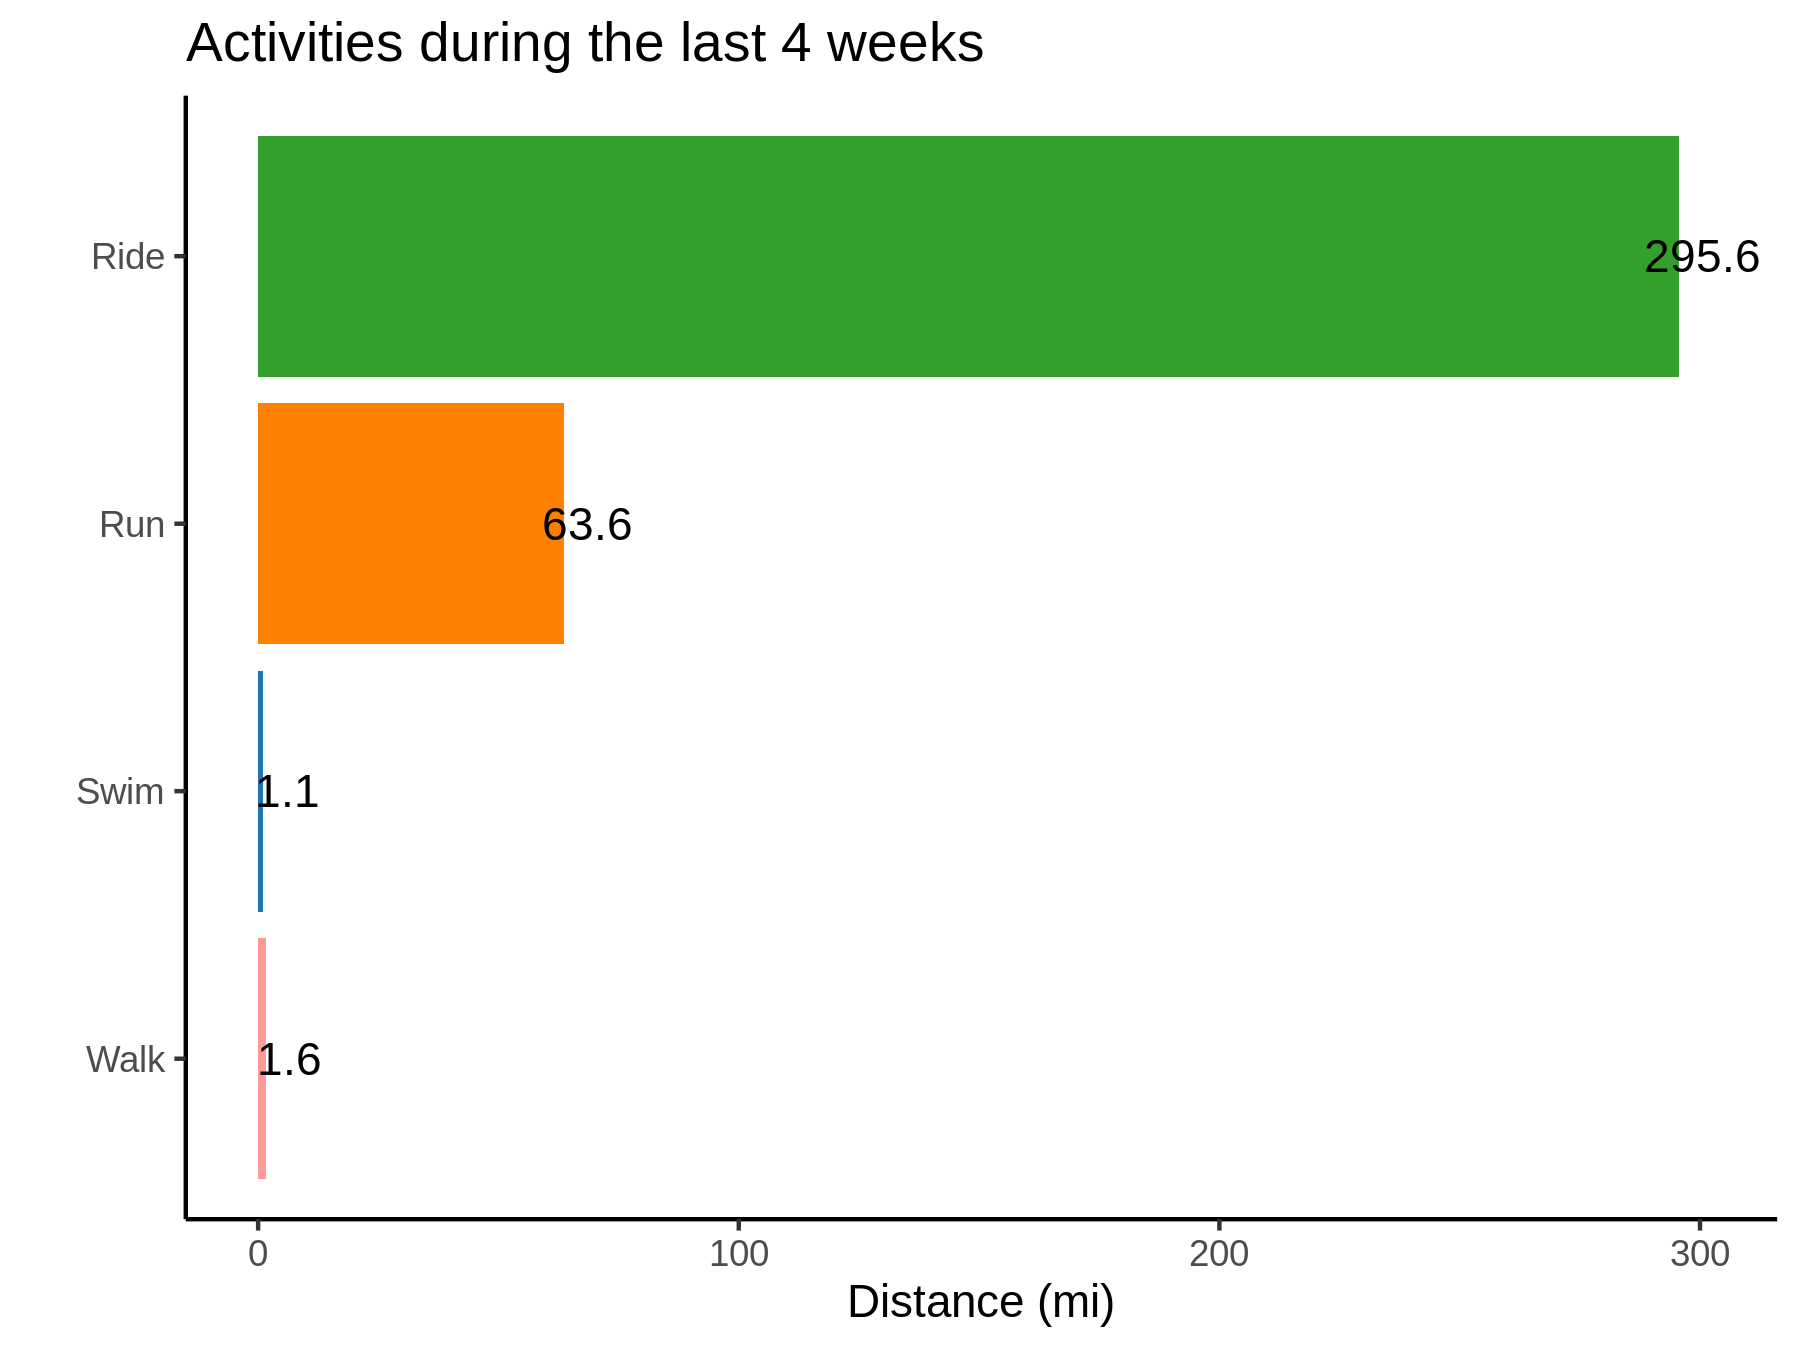 Activities during the last 4 weeks
Ride
295.6
Run
63.6
Swim
1.1
Walk
1.6
0 100 200 300
Distance (mi)